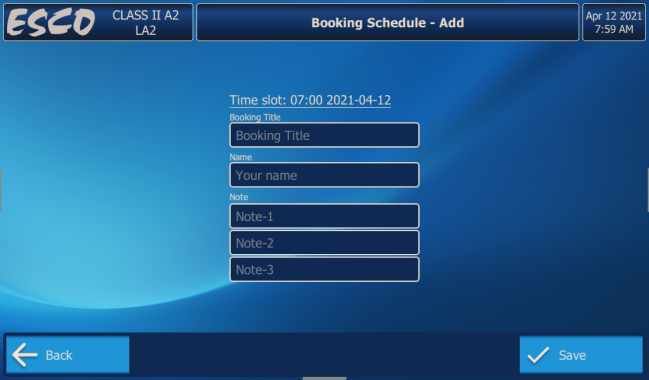 ESCO
CLASS II A2
LA2
Booking Schedule - Add
Apr 12 2021
7:59 AM
Time slot: 07:00 2021-04-12
Booking Title
Booking Title
Name
Your name
Note
Note-1
Note-2
Note-3
Back
Save